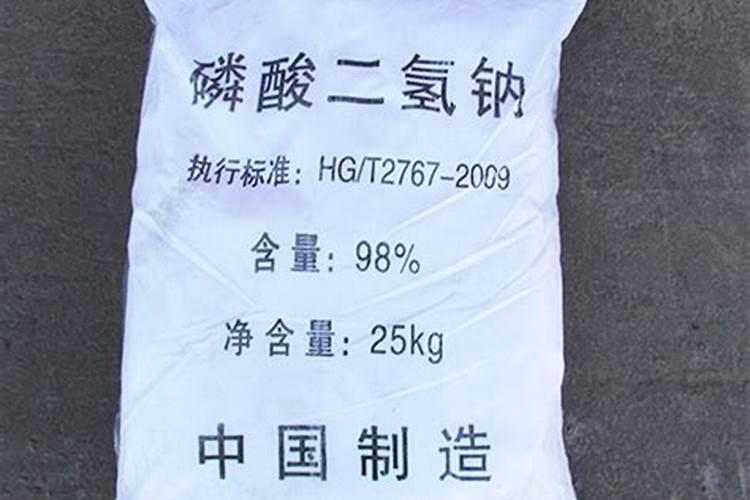 磷酸二氢钠
执行标准：HG/T2767-2009
含量：98%
净含量：25kg
中国制造